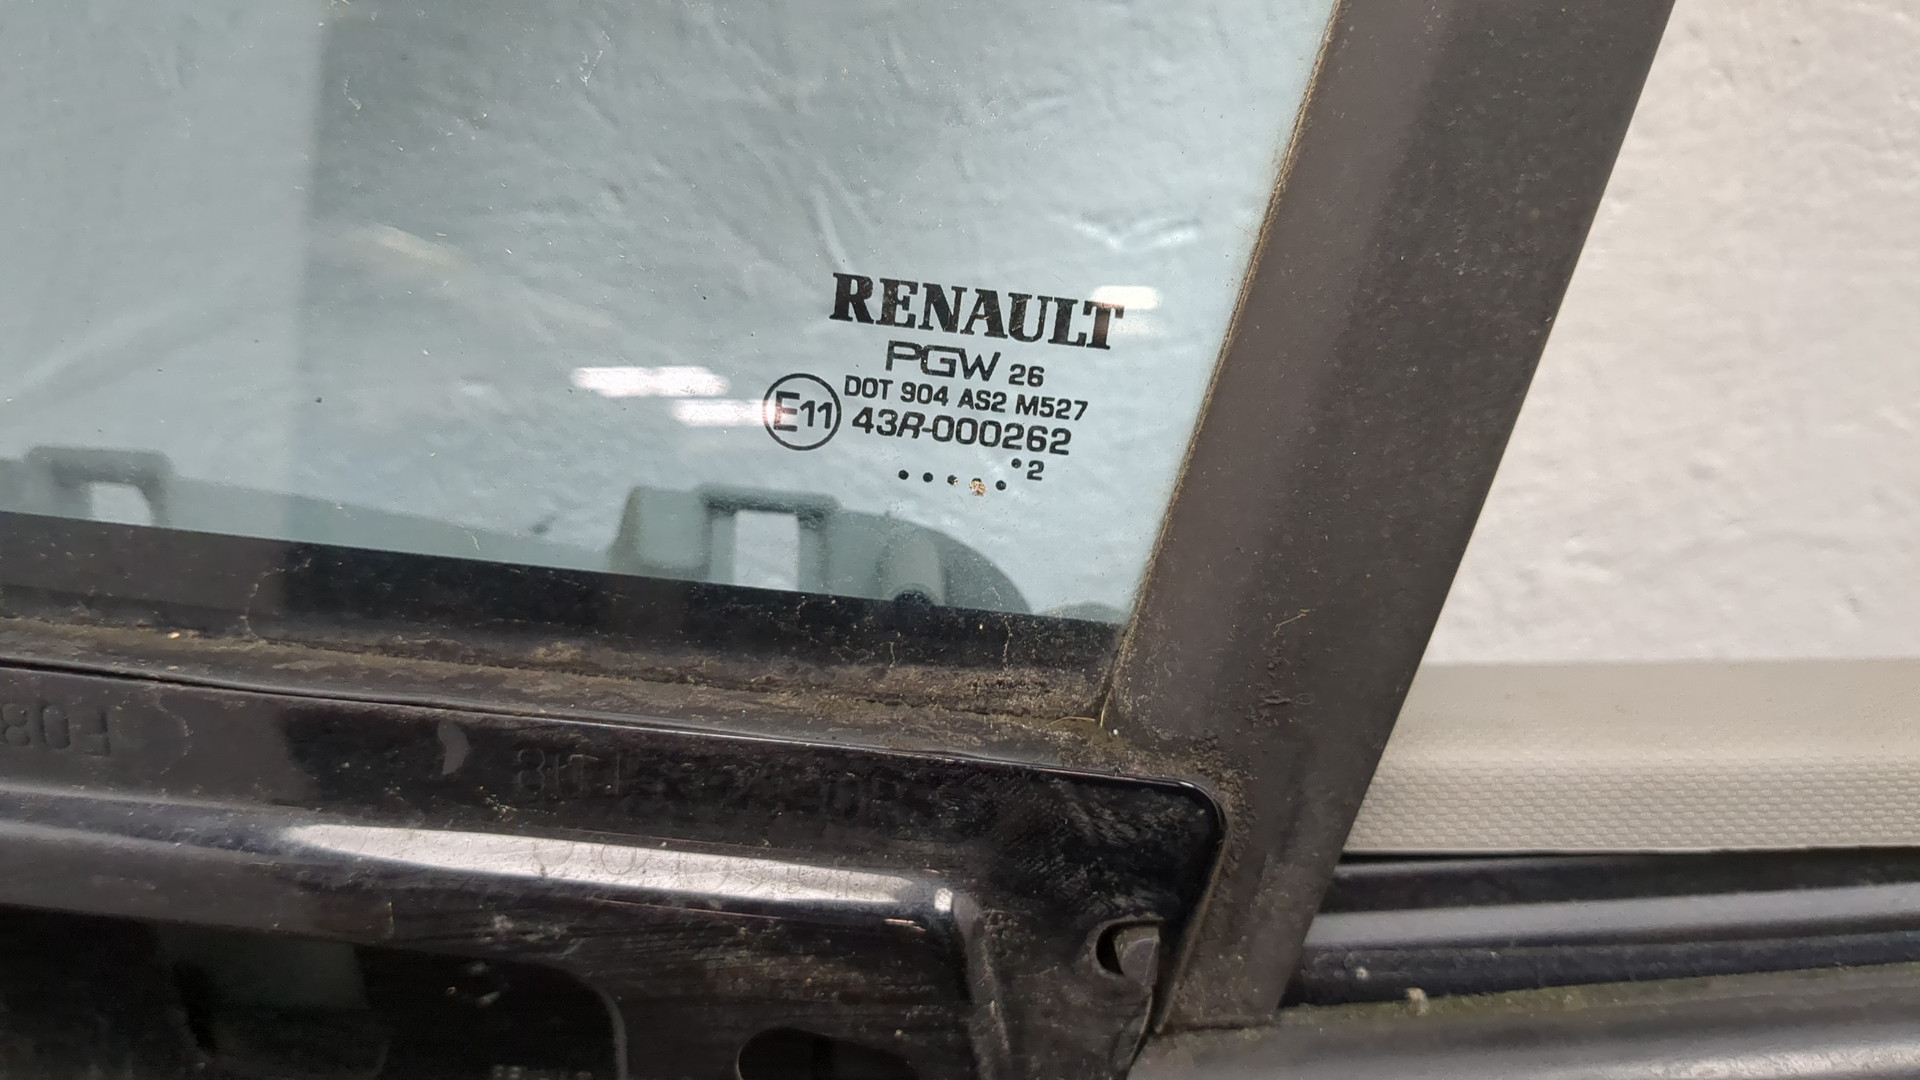 RENAULT
PGW 26
DOT 904 AS2 M527
E11 43R-000262
..... •2